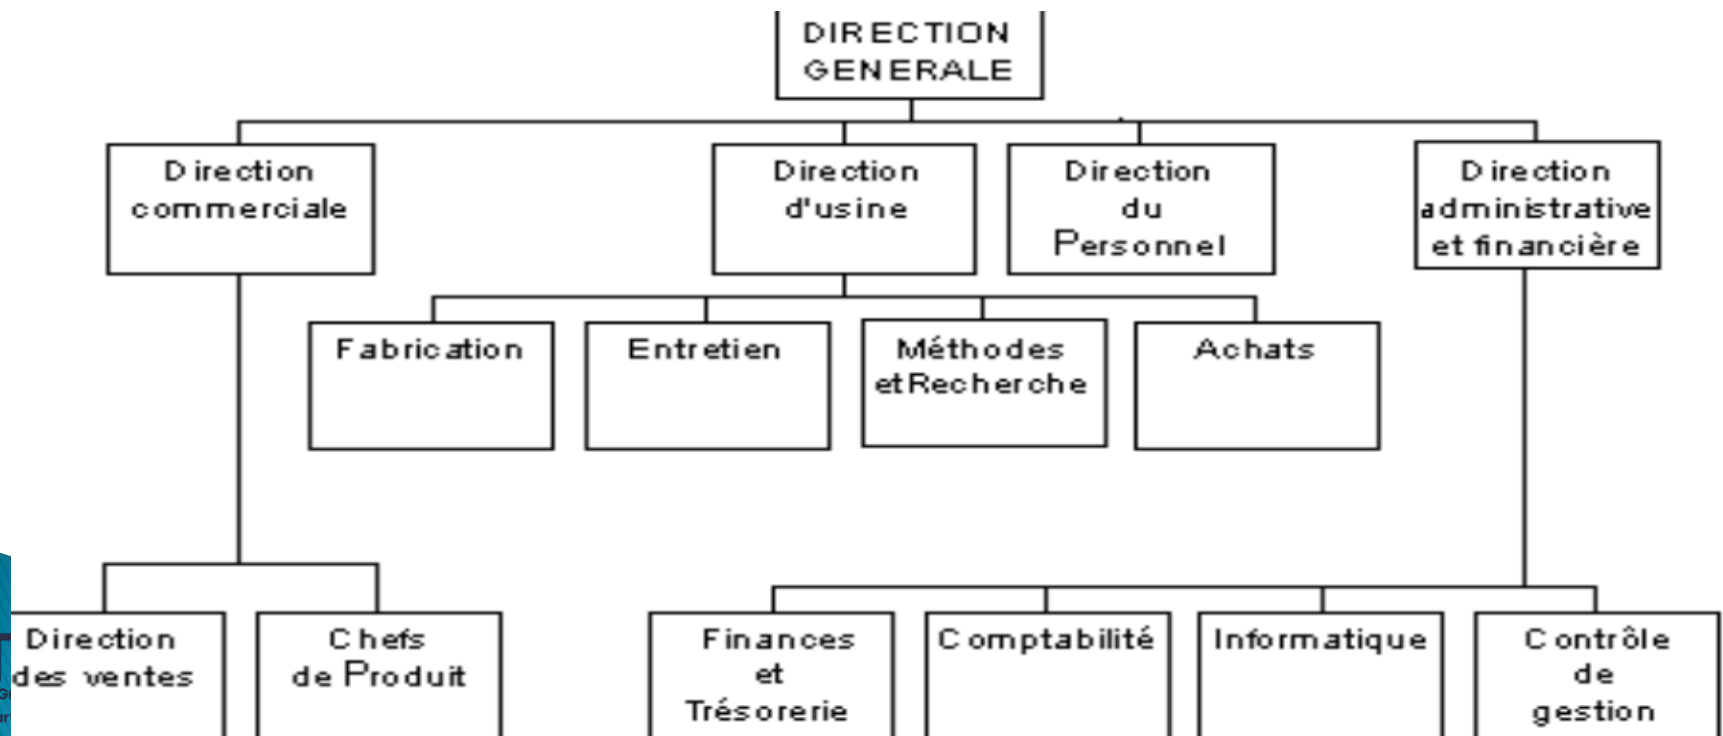 DIRECTION
GENERALE
Direction
commerciale
Direction
d'usine
Direction
du
Personnel
Direction
administrative
et financière
Fabrication
Entretien
Méthodes
et Recherche
Achats
Direction
des ventes
Chefs
de Produit
Finances
et
Trésorerie
Comptabilité
Informatique
Contrôle
de
gestion